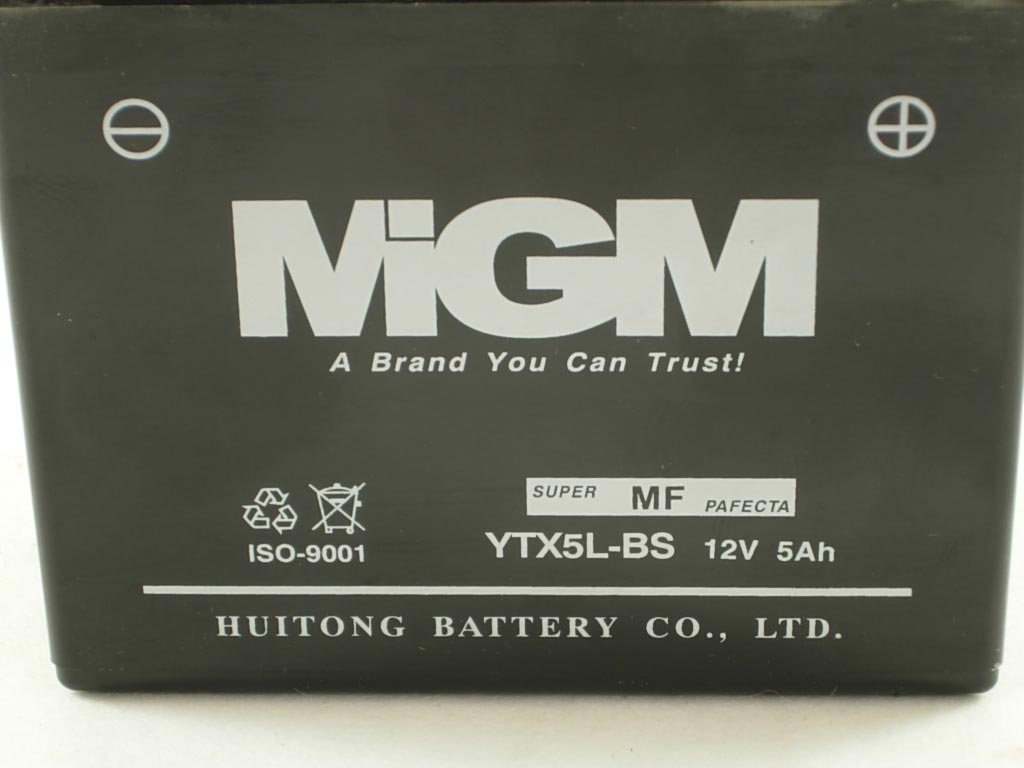 MiGM
A Brand You Can Trust!
SUPER MF PAFECTA
ISO-9001 YTX5L-BS 12V 5Ah
HUITONG BATTERY CO., LTD.